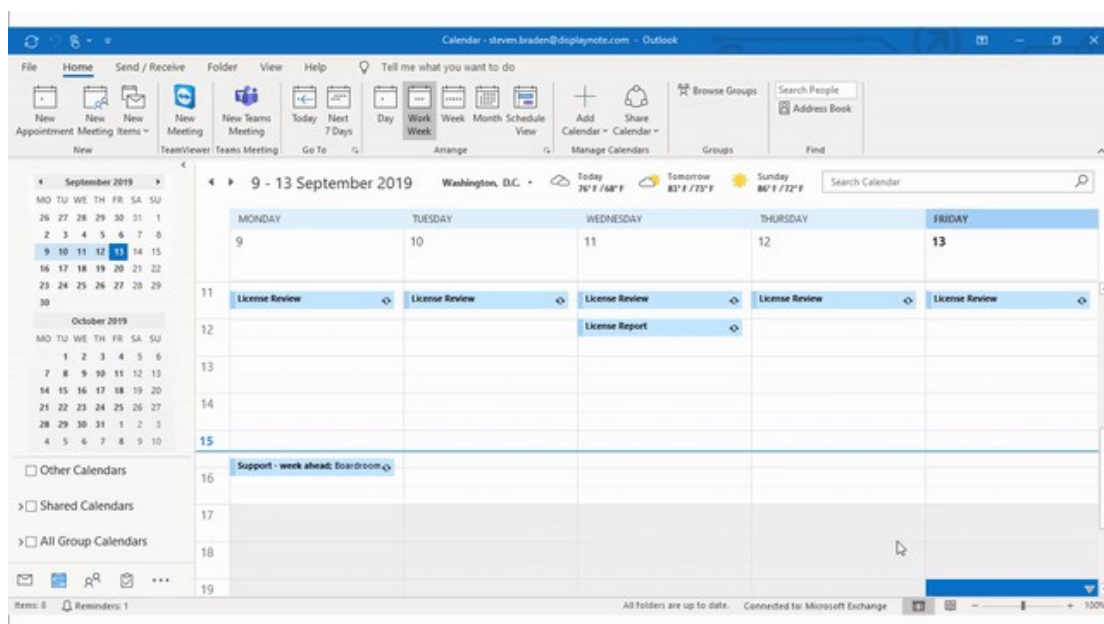 Calendar - steven.braden@displaynote.com - Outlook
File Home Send / Receive Folder View Help Tell me what you want to do
New Appointment
New Meeting
New Items
New Meeting
New Teams Meeting
Today
Next 7 Days
Day
Work Week
Week
Month
Schedule View
Add Calendar
Share Calendar
Browse Groups
Search People
Address Book
New TeamViewer Teams Meeting Go To Arrange Manage Calendars Groups Find
September 2019
MO TU WE TH FR SA SU
26 27 28 29 30 31 1
2 3 4 5 6 7 8
9 10 11 12 13 14 15
16 17 18 19 20 21 22
23 24 25 26 27 28 29
30
October 2019
MO TU WE TH FR SA SU
1 2 3 4 5 6
7 8 9 10 11 12 13
14 15 16 17 18 19 20
21 22 23 24 25 26 27
28 29 30 31 1 2 3
4 5 6 7 8 9 10
Other Calendars
Shared Calendars
All Group Calendars
9 - 13 September 2019 Washington, D.C. Today 76° F / 68° F Tomorrow 83° F / 73° F Sunday 86° F / 72° F Search Calendar
MONDAY TUESDAY WEDNESDAY THURSDAY FRIDAY
9 10 11 12 13
11 License Review License Review License Review License Review License Review
12 License Report
13
14
15
Support - week ahead; Boardroom
16
17
18
19
Items: 8 Reminders: 1 All folders are up to date. Connected to: Microsoft Exchange 100%